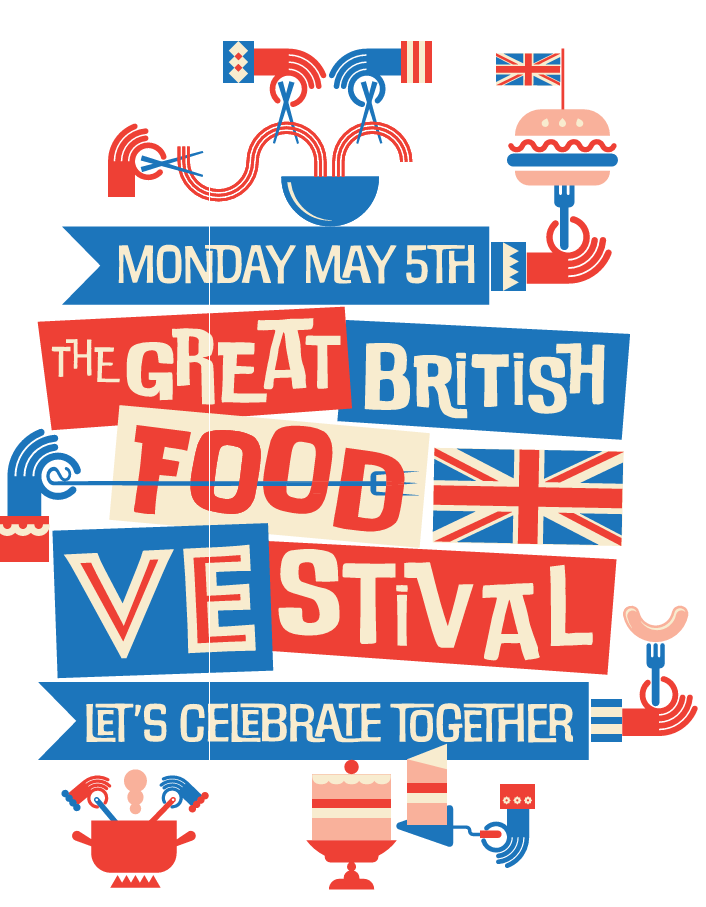 MONDAY MAY 5TH
THE GREAT BRiTiSH
FOOD
VESTiVAL
LET'S CELEBRATE TOGETHER